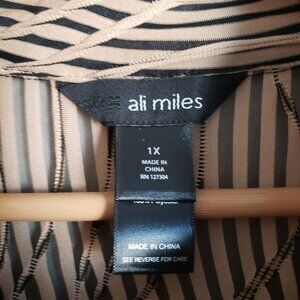 ali miles
1X
MADE IN
CHINA
RN 127304
MADE IN CHINA
SEE REVERSE FOR CARE